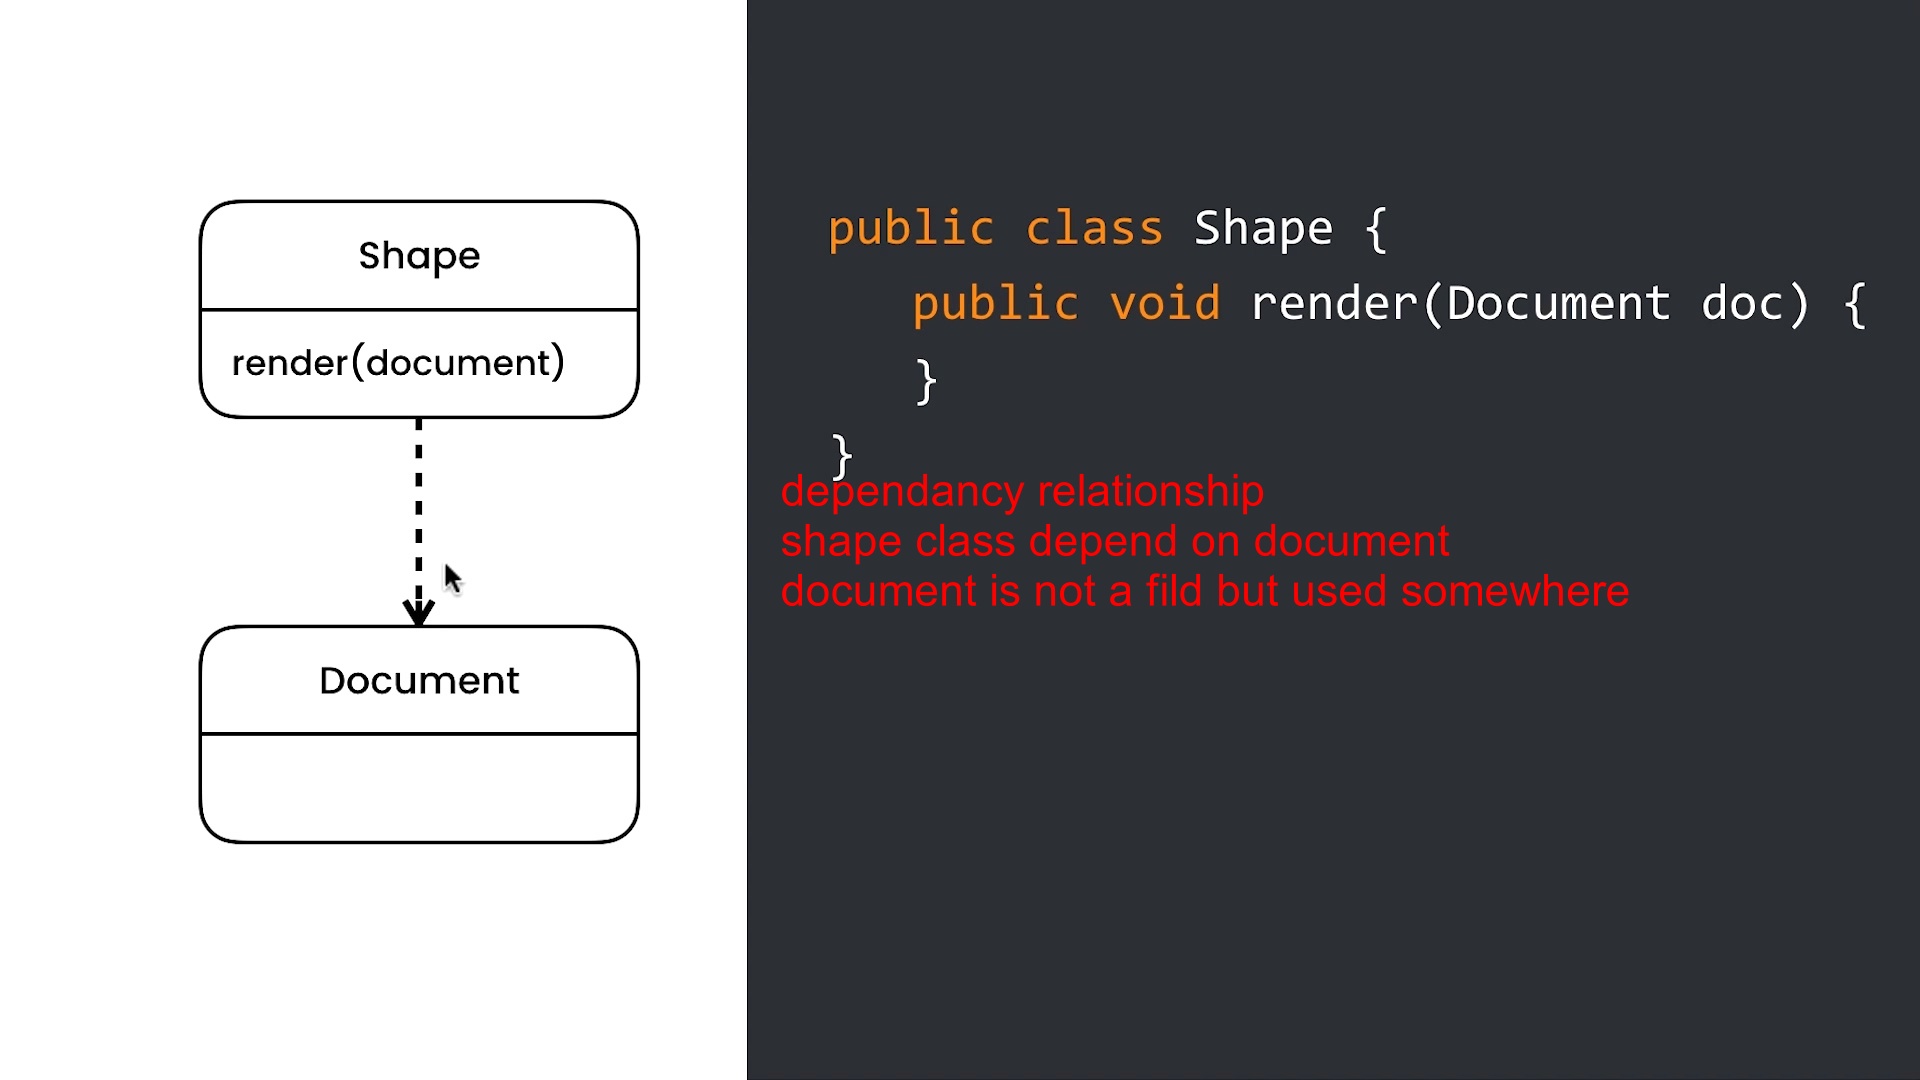 Shape
render(document)
Document
public class Shape {
public void render(Document doc) {
}
}
dependancy relationship
shape class depend on document
document is not a fild but used somewhere